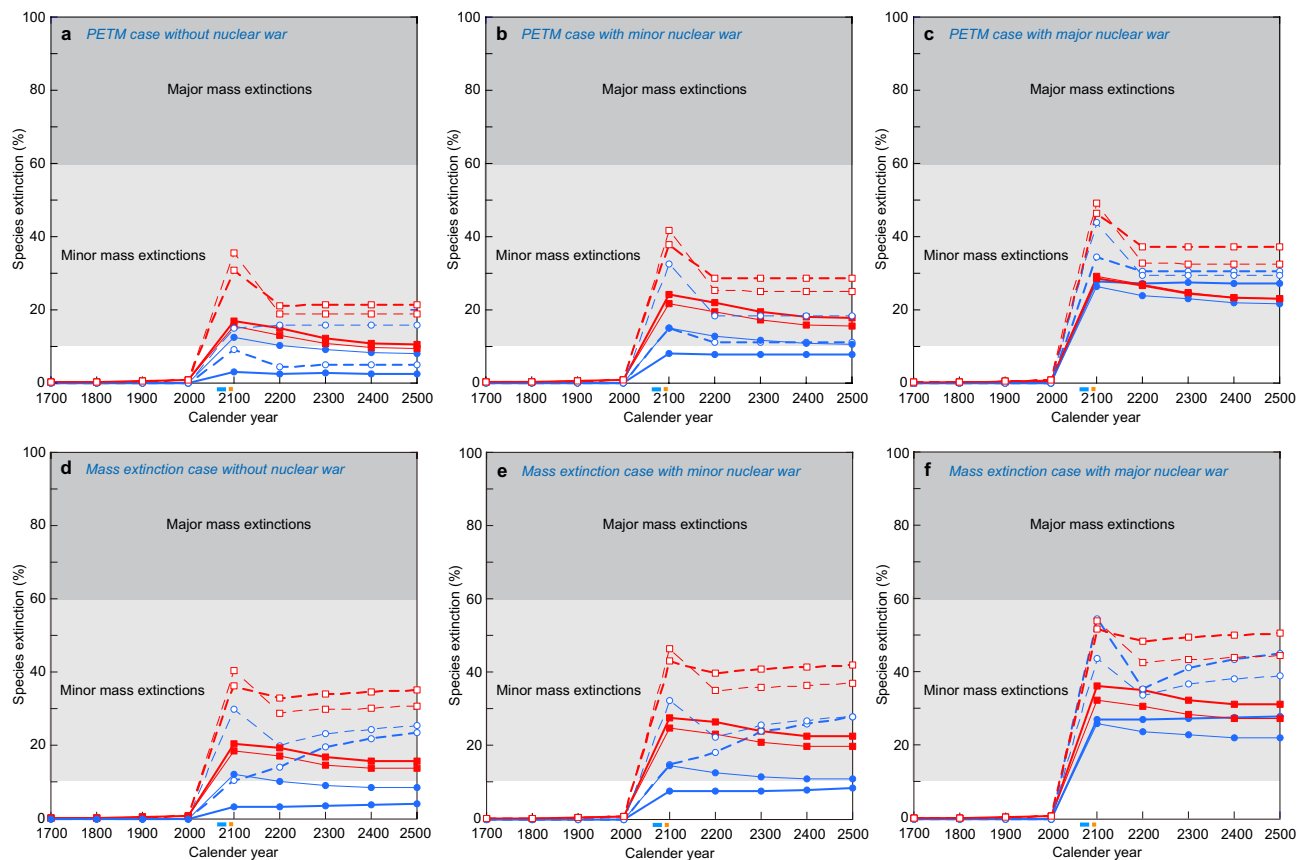 a PETM case without nuclear war
Major mass extinctions
Minor mass extinctions
Species extinction (%)
100
80
60
40
20
0
1700 1800 1900 2000 2100 2200 2300 2400 2500
Calender year
b PETM case with minor nuclear war
Major mass extinctions
Minor mass extinctions
Species extinction (%)
100
80
60
40
20
0
1700 1800 1900 2000 2100 2200 2300 2400 2500
Calender year
c PETM case with major nuclear war
Major mass extinctions
Minor mass extinctions
Species extinction (%)
100
80
60
40
20
0
1700 1800 1900 2000 2100 2200 2300 2400 2500
Calender year
d Mass extinction case without nuclear war
Major mass extinctions
Minor mass extinctions
Species extinction (%)
100
80
60
40
20
0
1700 1800 1900 2000 2100 2200 2300 2400 2500
Calender year
e Mass extinction case with minor nuclear war
Major mass extinctions
Minor mass extinctions
Species extinction (%)
100
80
60
40
20
0
1700 1800 1900 2000 2100 2200 2300 2400 2500
Calender year
f Mass extinction case with major nuclear war
Major mass extinctions
Minor mass extinctions
Species extinction (%)
100
80
60
40
20
0
1700 1800 1900 2000 2100 2200 2300 2400 2500
Calender year